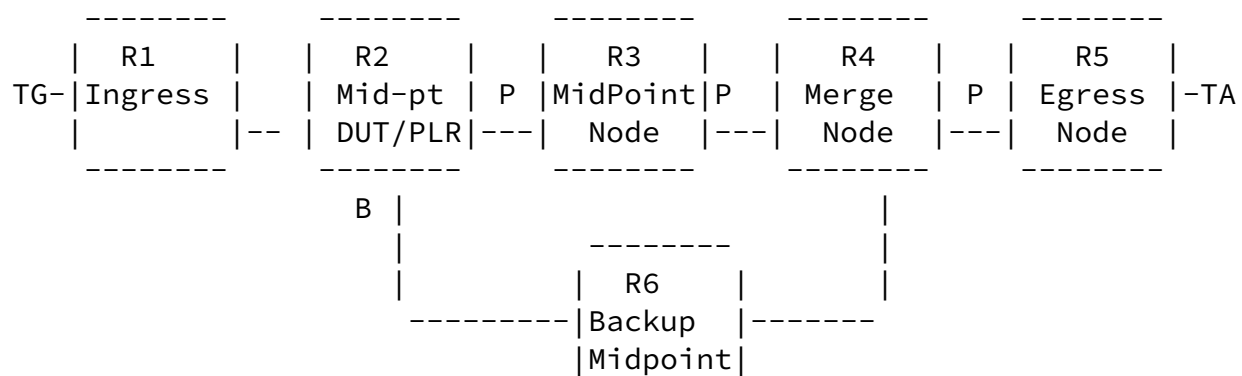 --------    --------    --------    --------    --------
   |  R1     |   |  R2     |   |  R3    |   |  R4     |   |  R5     |
TG-|Ingress  |   | Mid-pt  | P |MidPoint|P  | Merge   | P | Egress  |-TA
   |         |-- | DUT/PLR|---|  Node  |---|  Node   |---| Node    |
    --------      --------    --------    --------    --------
                  B |                       |
                    |        --------       |
                    |       |  R6    |      |
                     ---------|Backup  |-------
                            |Midpoint|